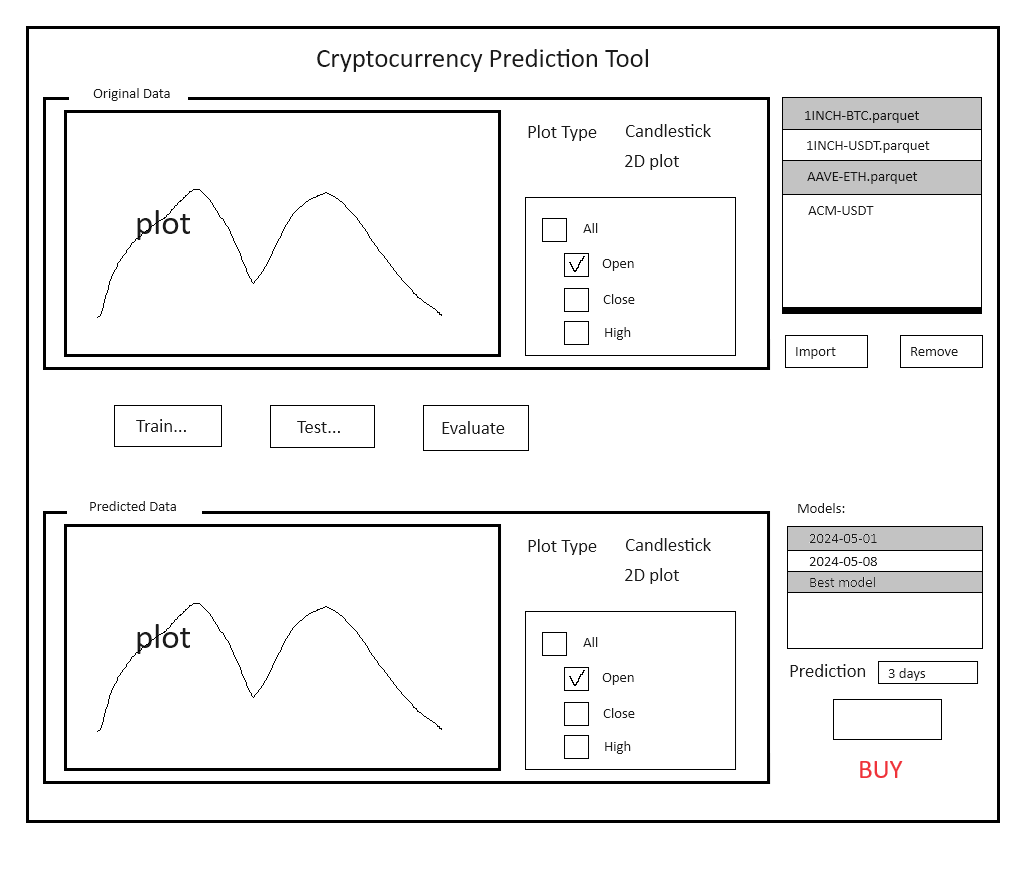 Cryptocurrency Prediction Tool
Original Data
plot
Plot Type
Candlestick
2D plot
All
Open
Close
High
1INCH-BTC.parquet
1INCH-USDT.parquet
AAVE-ETH.parquet
ACM-USDT
Import
Remove
Train...
Test...
Evaluate
Predicted Data
plot
Plot Type
Candlestick
2D plot
All
Open
Close
High
Models:
2024-05-01
2024-05-08
Best model
Prediction
3 days
BUY